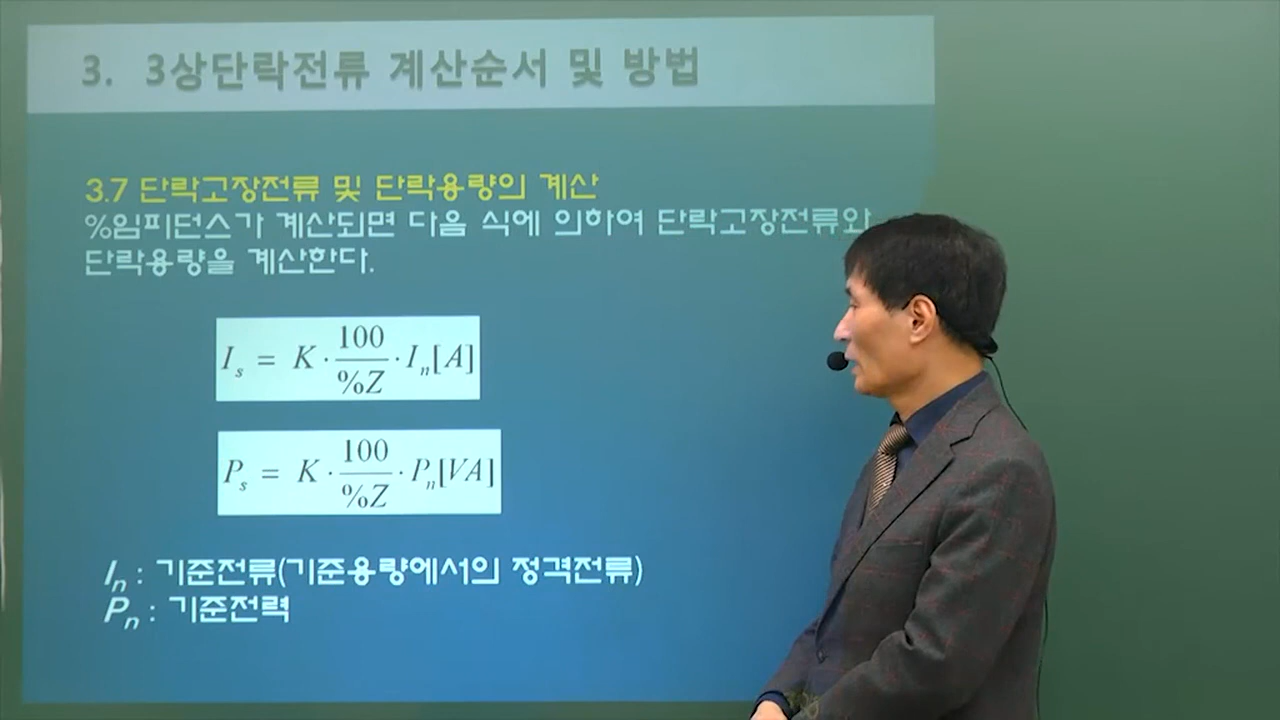 3. 3상단락전류 계산순서 및 방법
3.7 단락고장전류 및 단락용량의 계산
%임피던스가 계산되면 다음 식에 의하여 단락고장전류와
단락용량을 계산한다.
I_s = K · 100/%Z · I_n[A]
P_s = K · 100/%Z · P_n[VA]
I_n : 기준전류(기준용량에서의 정격전류)
P_n : 기준전력